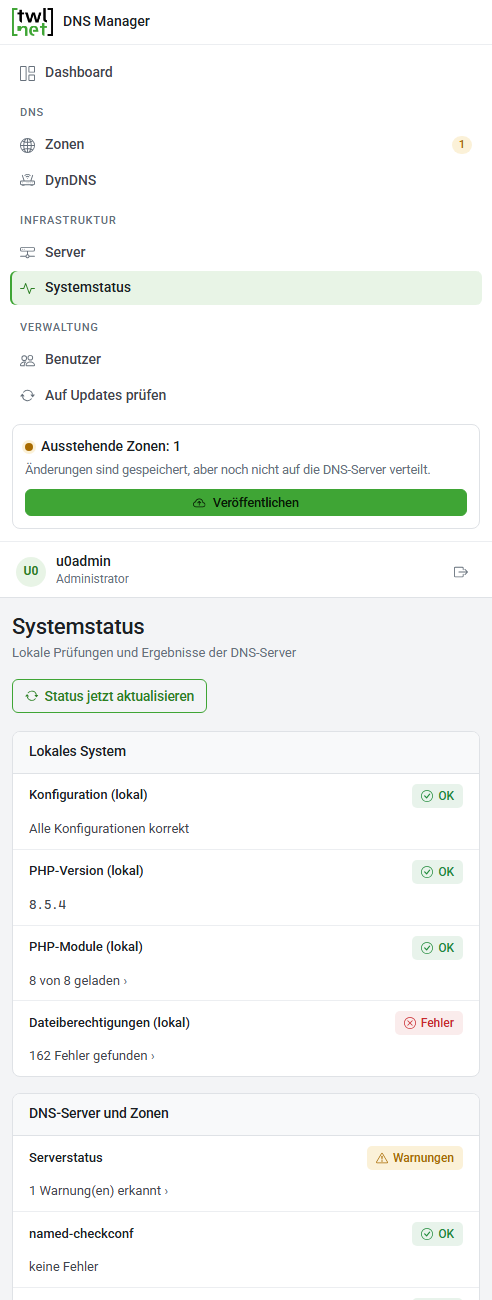 [twl
net] DNS Manager
Dashboard
DNS
Zonen 1
DynDNS
INFRASTRUKTUR
Server
Systemstatus
VERWALTUNG
Benutzer
Auf Updates prüfen
Ausstehende Zonen: 1
Änderungen sind gespeichert, aber noch nicht auf die DNS-Server verteilt.
Veröffentlichen
U0 u0admin
Administrator
Systemstatus
Lokale Prüfungen und Ergebnisse der DNS-Server
Status jetzt aktualisieren
Lokales System
Konfiguration (lokal) OK
Alle Konfigurationen korrekt
PHP-Version (lokal) OK
8.5.4
PHP-Module (lokal) OK
8 von 8 geladen ›
Dateiberechtigungen (lokal) Fehler
162 Fehler gefunden ›
DNS-Server und Zonen
Serverstatus Warnungen
1 Warnung(en) erkannt ›
named-checkconf OK
keine Fehler